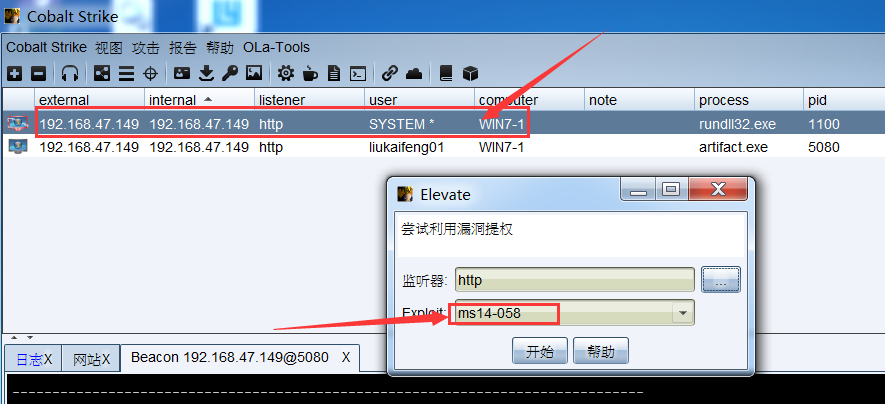 Cobalt Strike
Cobalt Strike 视图 攻击 报告 帮助 OLa-Tools
external internal listener user computer note process pid
192.168.47.149 192.168.47.149 http SYSTEM * WIN7-1 rundll32.exe 1100
192.168.47.149 192.168.47.149 http liukaifeng01 WIN7-1 artifact.exe 5080
Elevate
尝试利用漏洞提权
监听器: http ...
Exploit: ms14-058
开始 帮助
日志X 网站X Beacon 192.168.47.149@5080 X